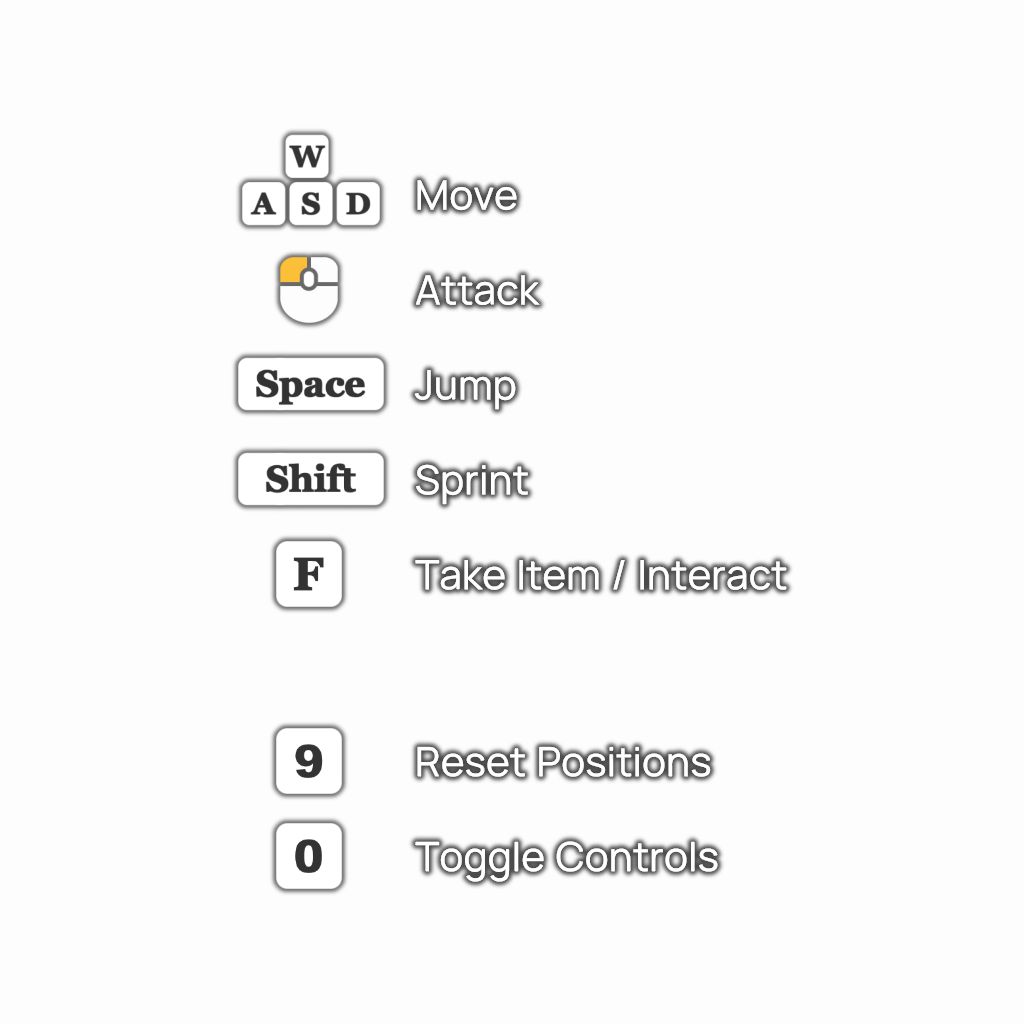 W
A S D Move
Attack
Space Jump
Shift Sprint
F Take Item / Interact
9 Reset Positions
0 Toggle Controls